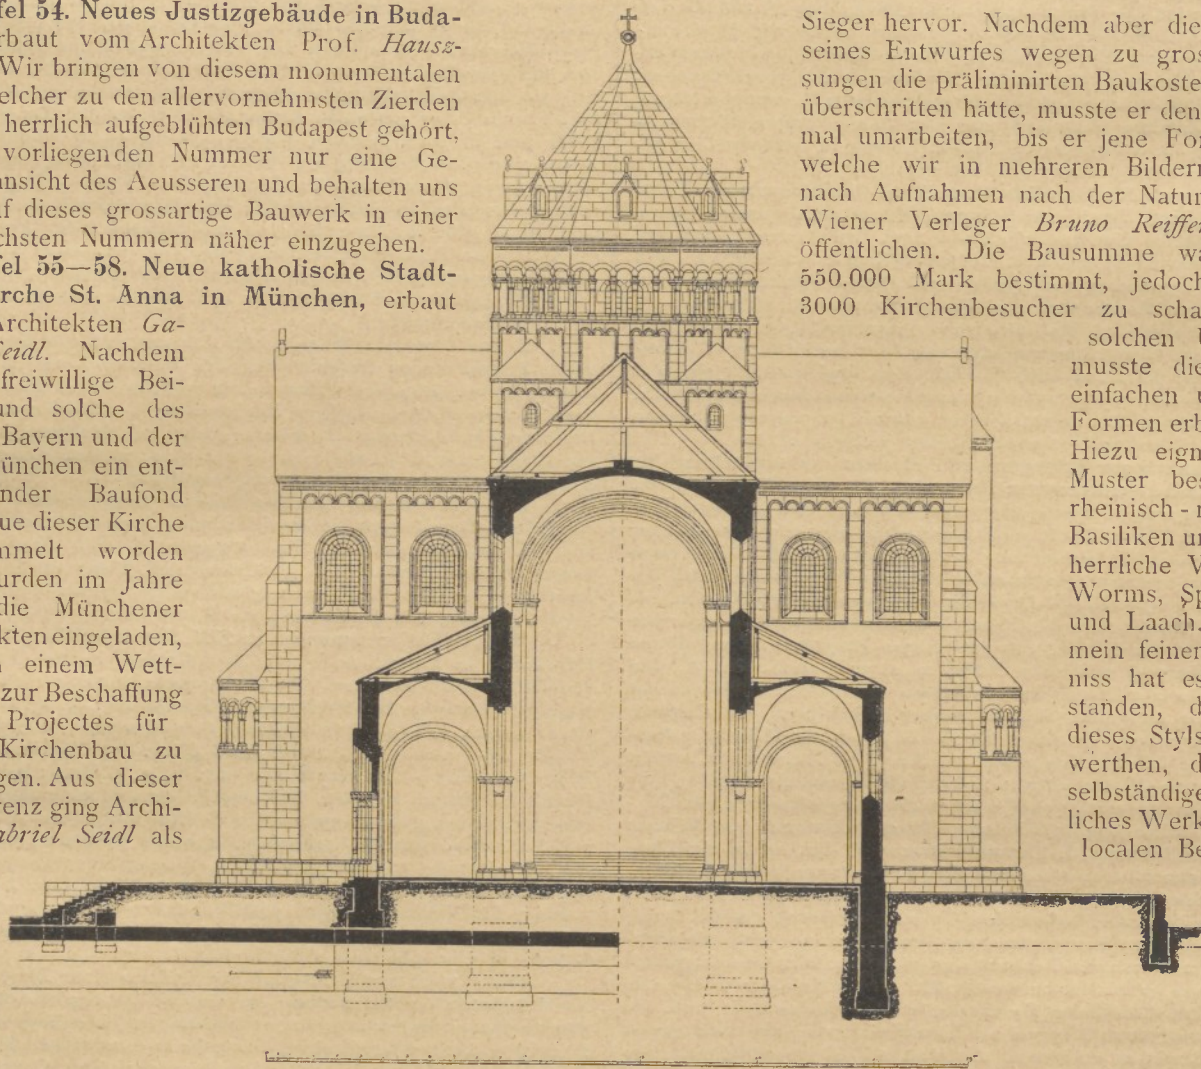 fel 54. Neues Justizgebäude in Buda-
rbaut vom Architekten Prof. Hausz-
Wir bringen von diesem monumentalen
elcher zu den allervornehmsten Zierden
herrlich aufgeblühten Budapest gehört,
vorliegenden Nummer nur eine Ge-
ansicht des Aeusseren und behalten uns
f dieses grossartige Bauwerk in einer
chsten Nummern näher einzugehen.
fel 55—58. Neue katholische Stadt-
rche St. Anna in München, erbaut
Architekten Ga-
Seidl. Nachdem
freiwillige Bei-
und solche des
Bayern und der
ünchen ein ent-
nder Baufond
ue dieser Kirche
mmelt worden
urden im Jahre
die Münchener
kten eingeladen,
einem Wett-
zur Beschaffung
Projectes für
Kirchenbau zu
gen. Aus dieser
renz ging Archi-
abriel Seidl als
Sieger hervor. Nachdem aber die
seines Entwurfes wegen zu gros
sungen die präliminirten Baukoste
überschritten hätte, musste er den
mal umarbeiten, bis er jene For
welche wir in mehreren Bildern
nach Aufnahmen nach der Natur
Wiener Verleger Bruno Reiffen
öffentlichen. Die Bausumme wa
550.000 Mark bestimmt, jedoch
3000 Kirchenbesucher zu scha
solchen
musste die
einfachen
Formen erb
Hiezu eign
Muster bes
rheinisch-r
Basiliken un
herrliche V
Worms, Sp
und Laach.
mein feiner
niss hat es
standen, d
dieses Styls
werthen, d
selbständige
liches Werk
localen Be